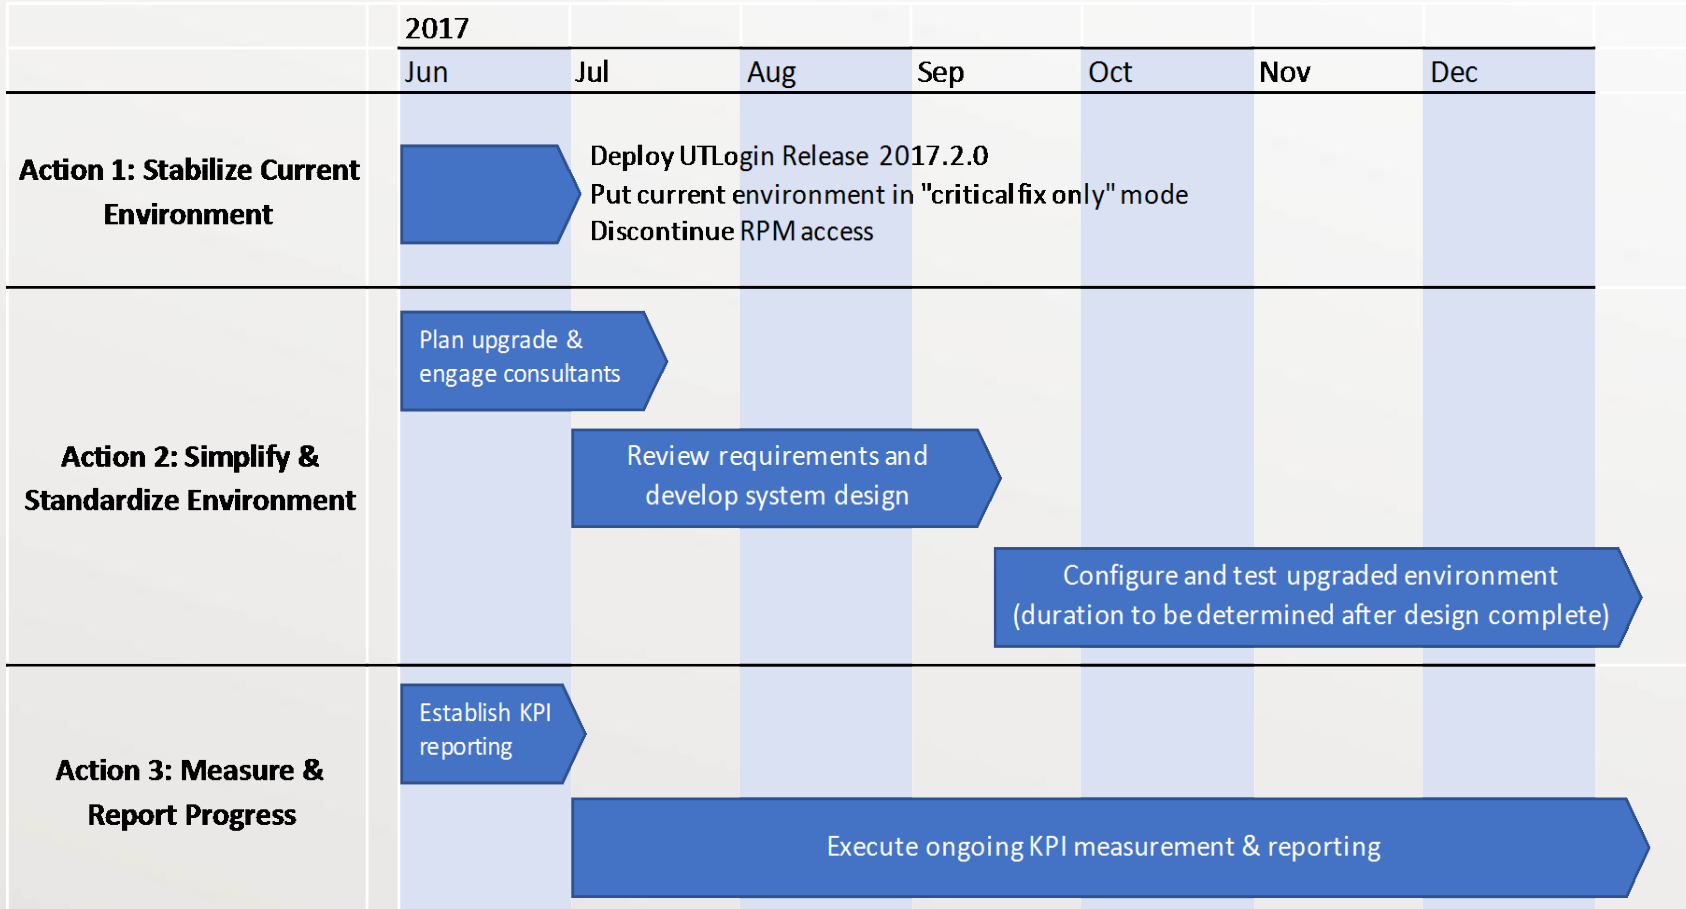 2017
Jun Jul Aug Sep Oct Nov Dec
Action 1: Stabilize Current
Environment
Deploy UTLogin Release 2017.2.0
Put current environment in "critical fix only" mode
Discontinue RPM access
Action 2: Simplify &
Standardize Environment
Plan upgrade &
engage consultants
Review requirements and
develop system design
Configure and test upgraded environment
(duration to be determined after design complete)
Action 3: Measure &
Report Progress
Establish KPI
reporting
Execute ongoing KPI measurement & reporting